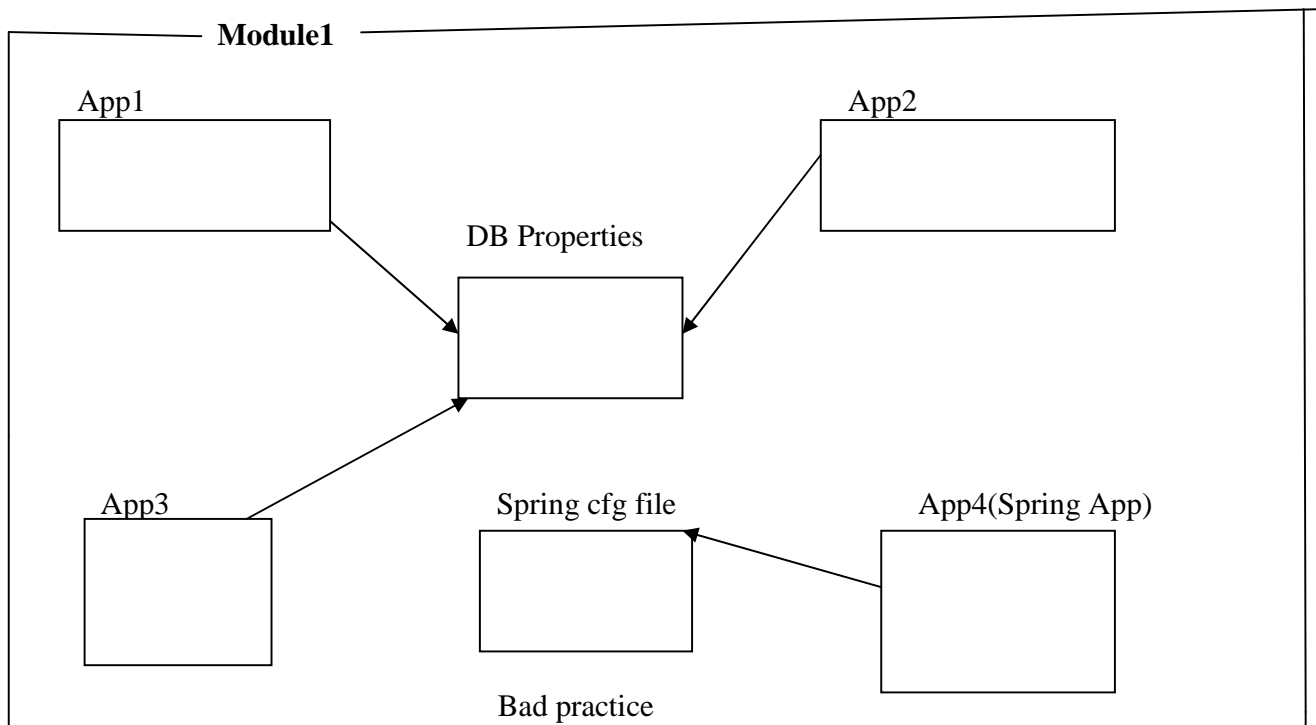 Module1
App1
App2
DB Properties
App3
Spring cfg file
App4(Spring App)
Bad practice